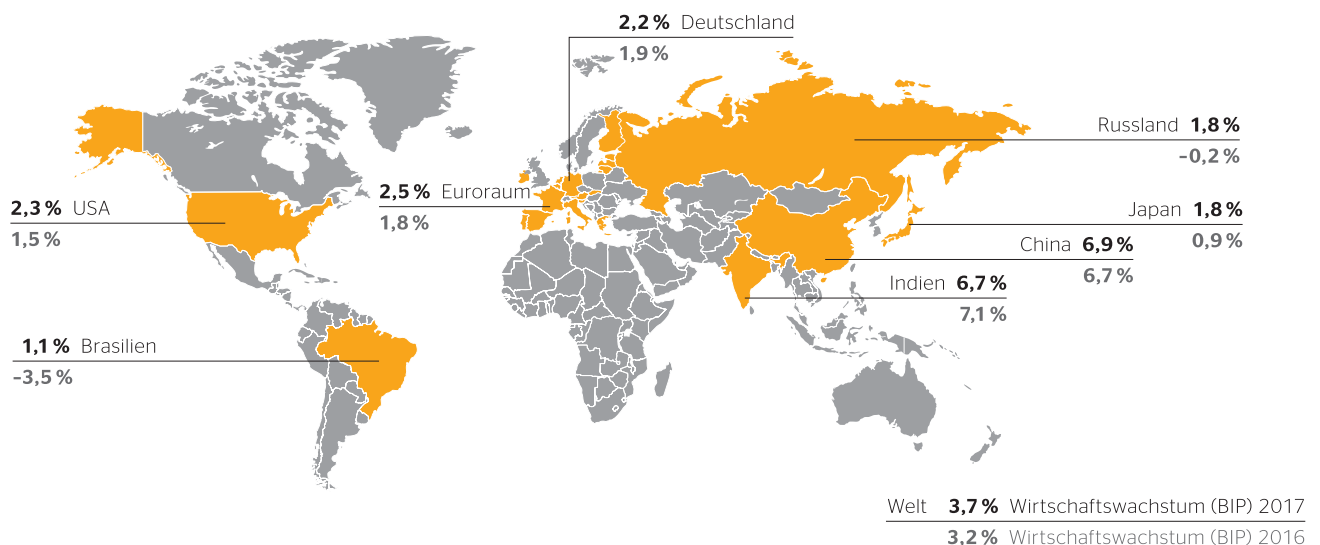 2,2 % Deutschland
1,9 %
Russland 1,8 %
–0,2 %
2,5 % Euroraum
1,8 %
2,3 % USA
1,5 %
Japan 1,8 %
0,9 %
China 6,9 %
6,7 %
Indien 6,7 %
7,1 %
1,1 % Brasilien
–3,5 %
Welt 3,7 % Wirtschaftswachstum (BIP) 2017
3,2 % Wirtschaftswachstum (BIP) 2016